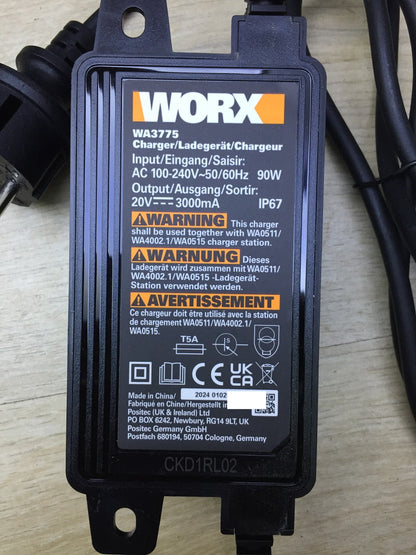 WORX
WA3775
Charger/Ladegerät/Chargeur
Input/Eingang/Saisir:
AC 100-240V~50/60Hz 90W
Output/Ausgang/Sortir:
20V⎓3000mA IP67
WARNING This charger
shall be used together with WA0511/
WA4002.1/WA0515 charger station.
WARNUNG Dieses
Ladegerät wird zusammen mit WA0511/
WA4002.1/WA0515 -Ladegerät-
Station verwendet werden.
AVERTISSEMENT
Ce chargeur doit être utilisé avec la station
de chargement WA0511/WA4002.1/
WA0515.
T5A
S
CE UK CA
Made in China/ 2024 0102
Fabriqué en Chine/Hergestellt in
Positec (UK & Ireland) Ltd
PO BOX 6242, Newbury, RG14 9LT, UK
Positec Germany GmbH
Postfach 680194, 50704 Cologne, Germany
CKD1RL02